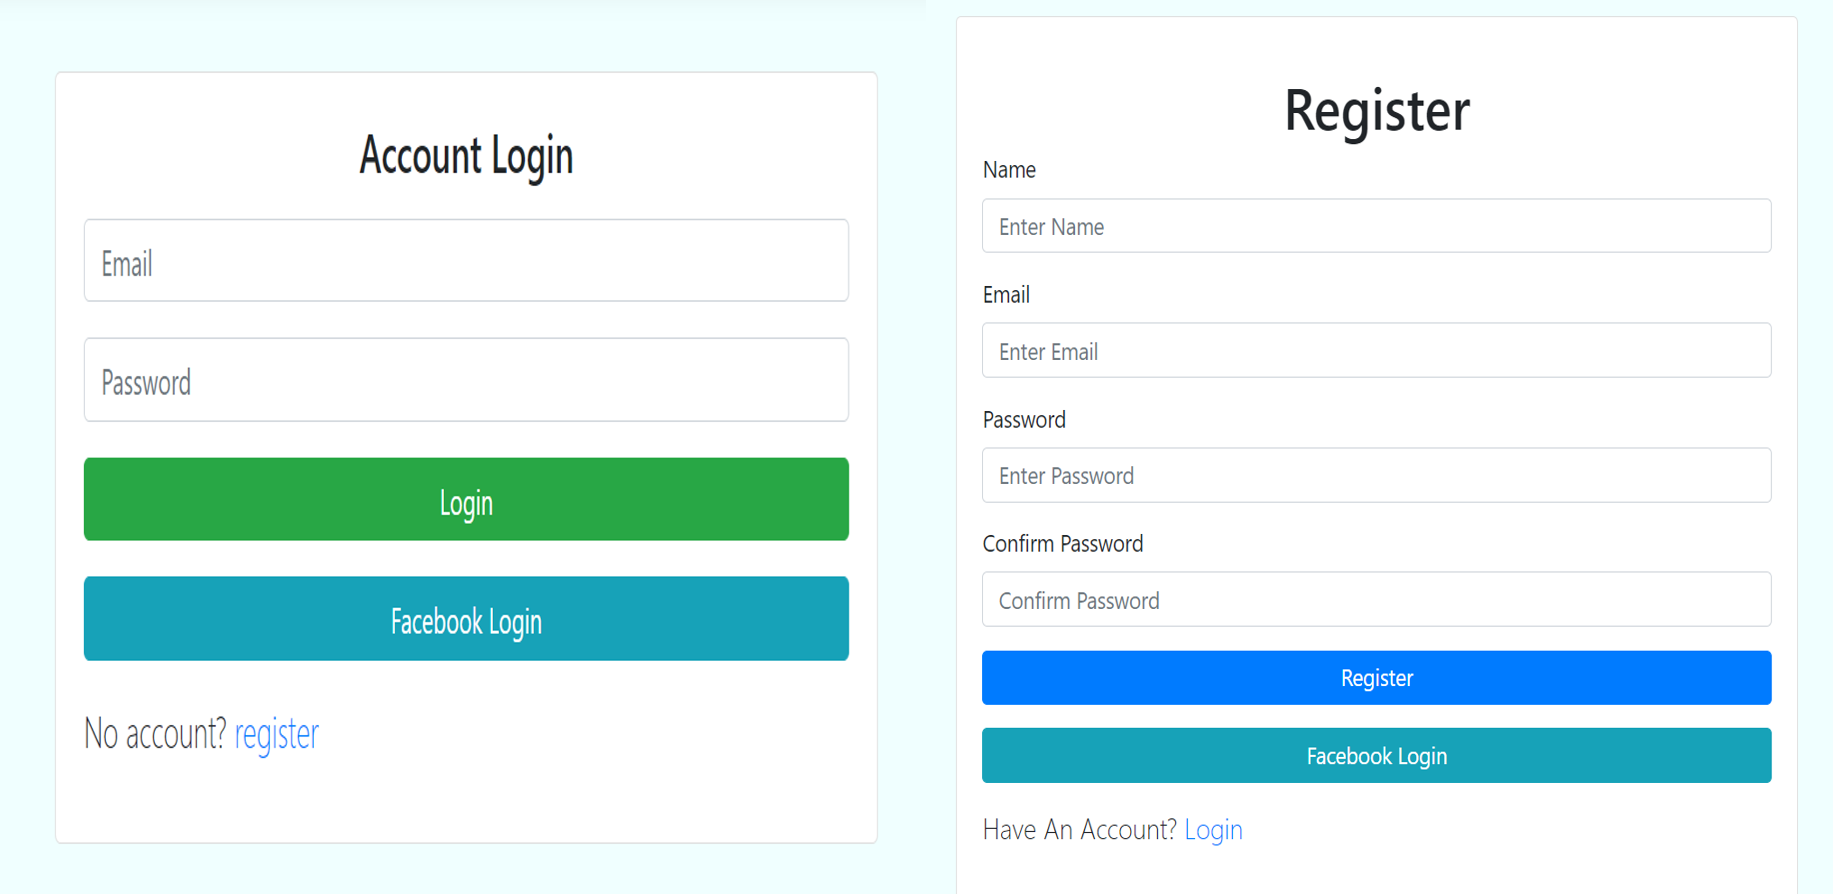 Account Login
Email
Password
Login
Facebook Login
No account? register
Register
Name
Enter Name
Email
Enter Email
Password
Enter Password
Confirm Password
Confirm Password
Register
Facebook Login
Have An Account? Login